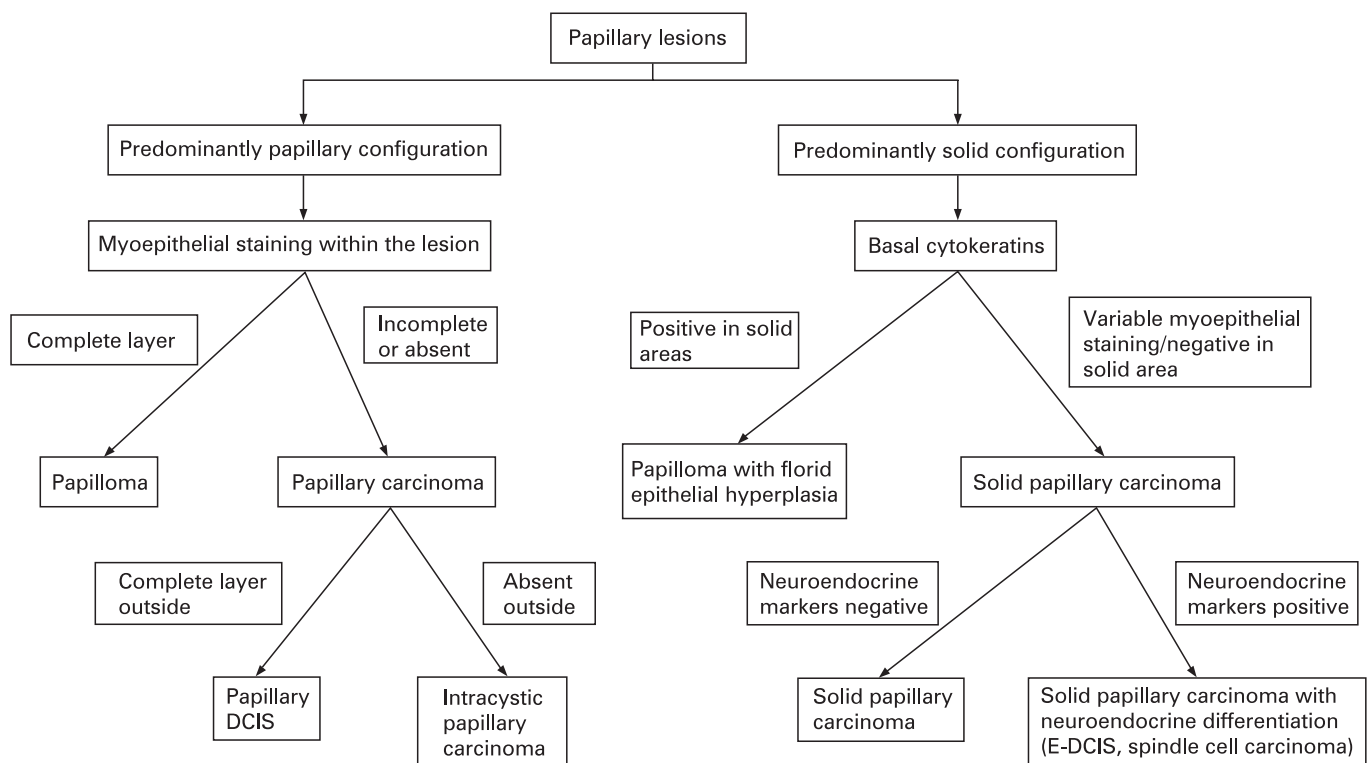 Papillary lesions
Predominantly papillary configuration
Predominantly solid configuration
Myoepithelial staining within the lesion
Basal cytokeratins
Complete layer
Incomplete
or absent
Positive in solid
areas
Variable myoepithelial
staining/negative in
solid area
Papilloma
Papillary carcinoma
Papilloma with florid
epithelial hyperplasia
Solid papillary carcinoma
Complete layer
outside
Absent
outside
Neuroendocrine
markers negative
Neuroendocrine
markers positive
Papillary
DCIS
Intracystic
papillary
carcinoma
Solid papillary
carcinoma
Solid papillary carcinoma with
neuroendocrine differentiation
(E-DCIS, spindle cell carcinoma)